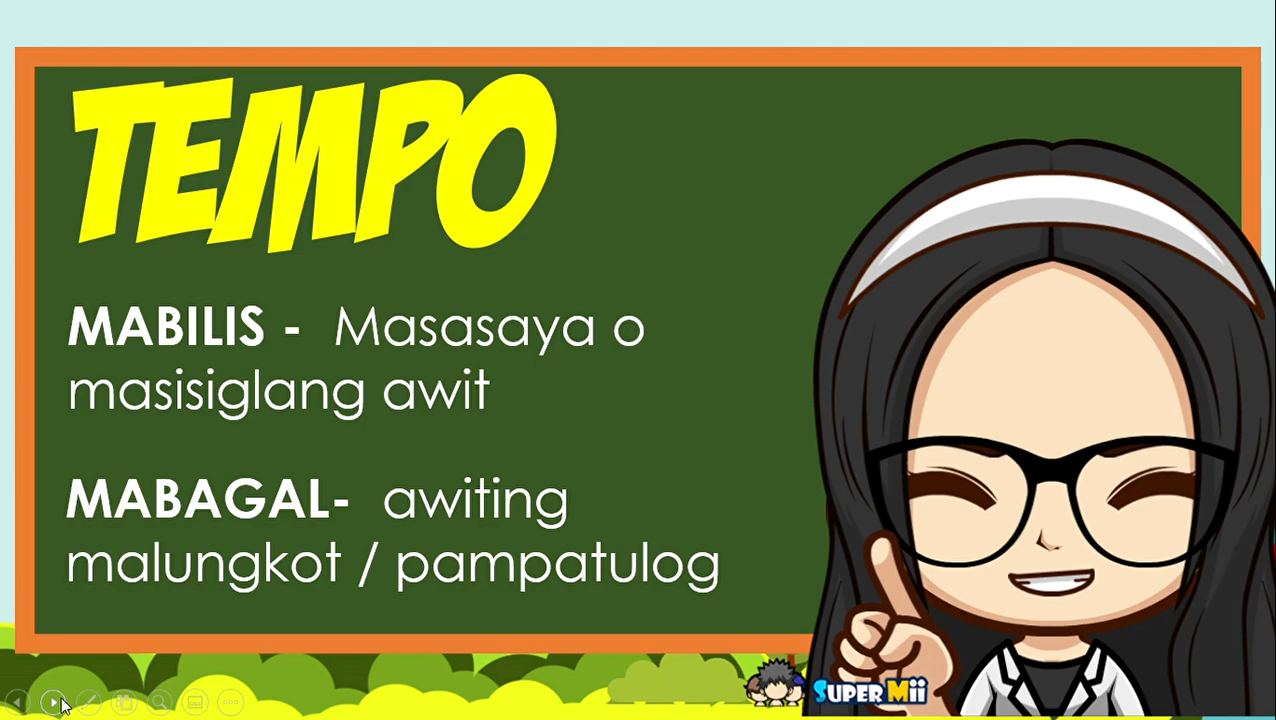 TEMPO
MABILIS - Masasaya o
masisiglang awit
MABAGAL- awiting
malungkot / pampatulog
SUPER Mii